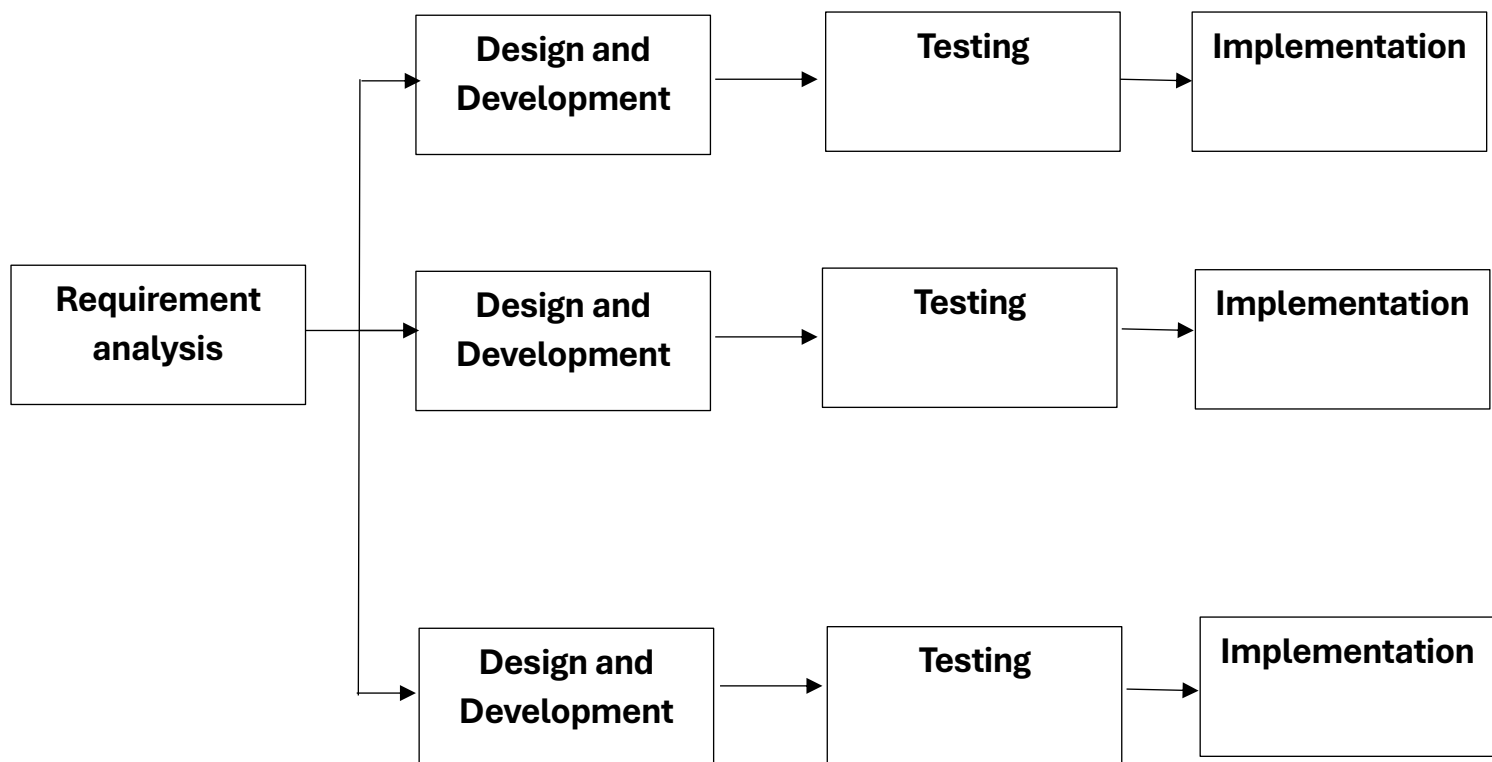 Design and
Development
Testing
Implementation
Requirement
analysis
Design and
Development
Testing
Implementation
Design and
Development
Testing
Implementation